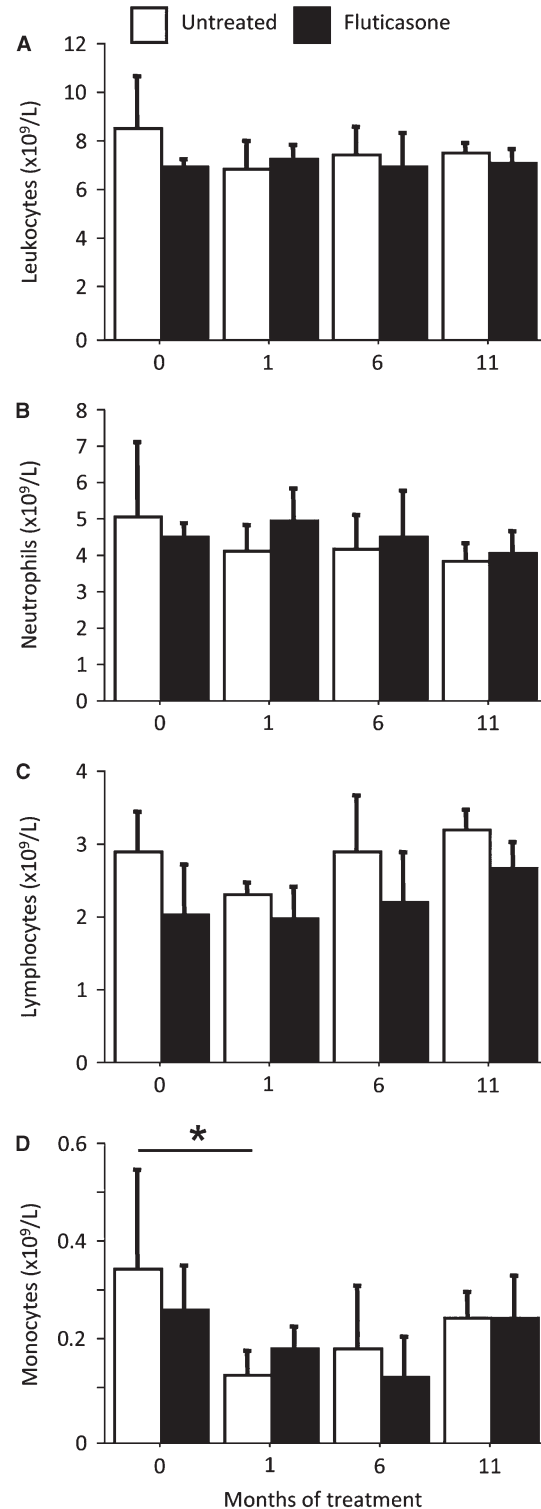 Untreated Fluticasone
A
Leukocytes (x10⁹/L)
12
10
8
6
4
2
0
0 1 6 11
B
Neutrophils (x10⁹/L)
8
7
6
5
4
3
2
1
0
0 1 6 11
C
Lymphocytes (x10⁹/L)
4
3
2
1
0
0 1 6 11
D
Monocytes (x10⁹/L)
*
0.6
0.4
0.2
0
0 1 6 11
Months of treatment